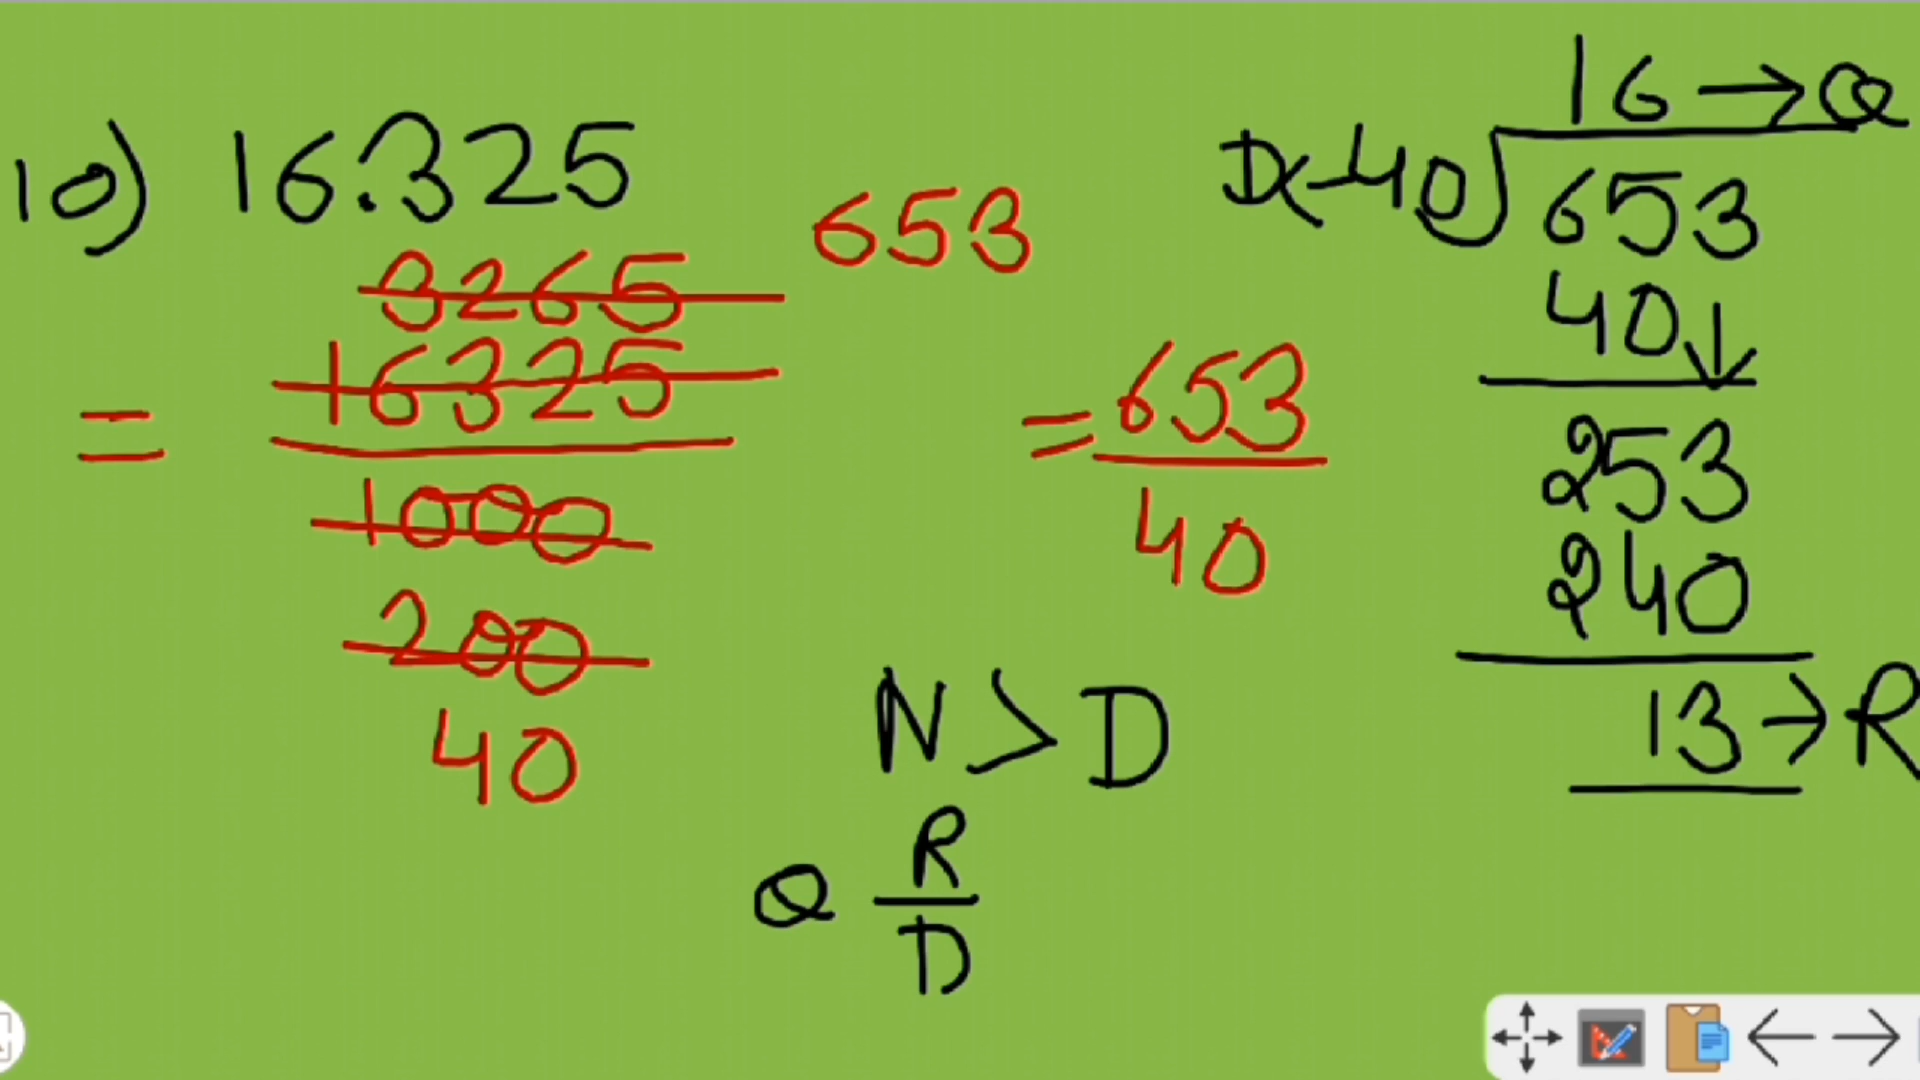 10) 16.325
3265
= 16325
1000
200
40
653
= 653
40
N > D
Q R
D
16 → Q
D ← 40 653
40 ↓
253
240
13 → R